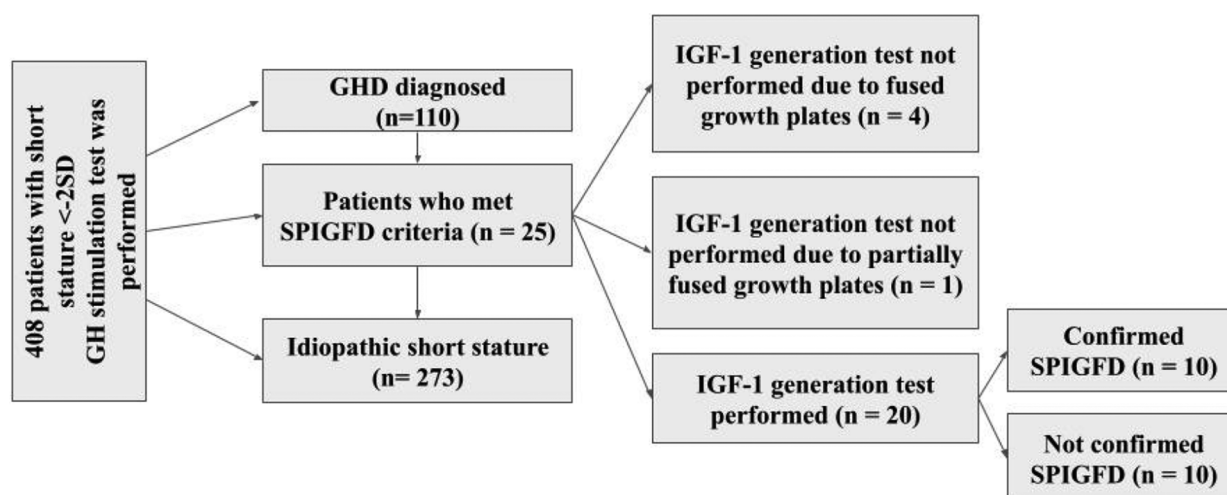 408 patients with short
stature <-2SD
GH stimulation test was
performed
GHD diagnosed
(n=110)
Patients who met
SPIGFD criteria (n = 25)
Idiopathic short stature
(n= 273)
IGF-1 generation test not
performed due to fused
growth plates (n = 4)
IGF-1 generation test not
performed due to partially
fused growth plates (n = 1)
IGF-1 generation test
performed (n = 20)
Confirmed
SPIGFD (n = 10)
Not confirmed
SPIGFD (n = 10)